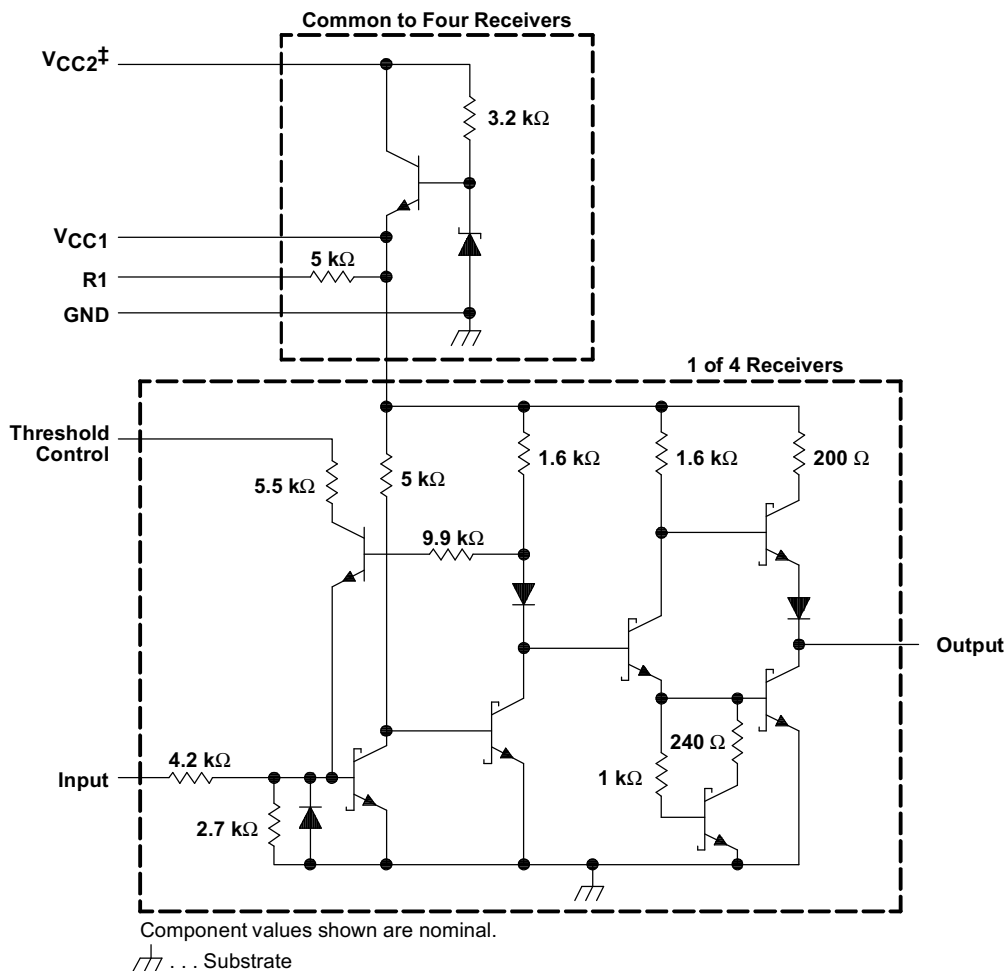 Common to Four Receivers
VCC2‡
3.2 kΩ
VCC1
5 kΩ
R1
GND
1 of 4 Receivers
Threshold
Control
5.5 kΩ
5 kΩ
1.6 kΩ
1.6 kΩ
200 Ω
9.9 kΩ
Output
4.2 kΩ
Input
240 Ω
1 kΩ
2.7 kΩ
Component values shown are nominal.
. . . Substrate